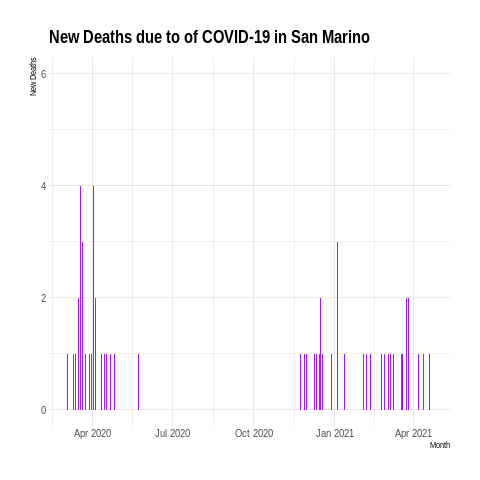 New Deaths due to of COVID-19 in San Marino
New Deaths
6
4
2
0
Apr 2020 Jul 2020 Oct 2020 Jan 2021 Apr 2021
Month